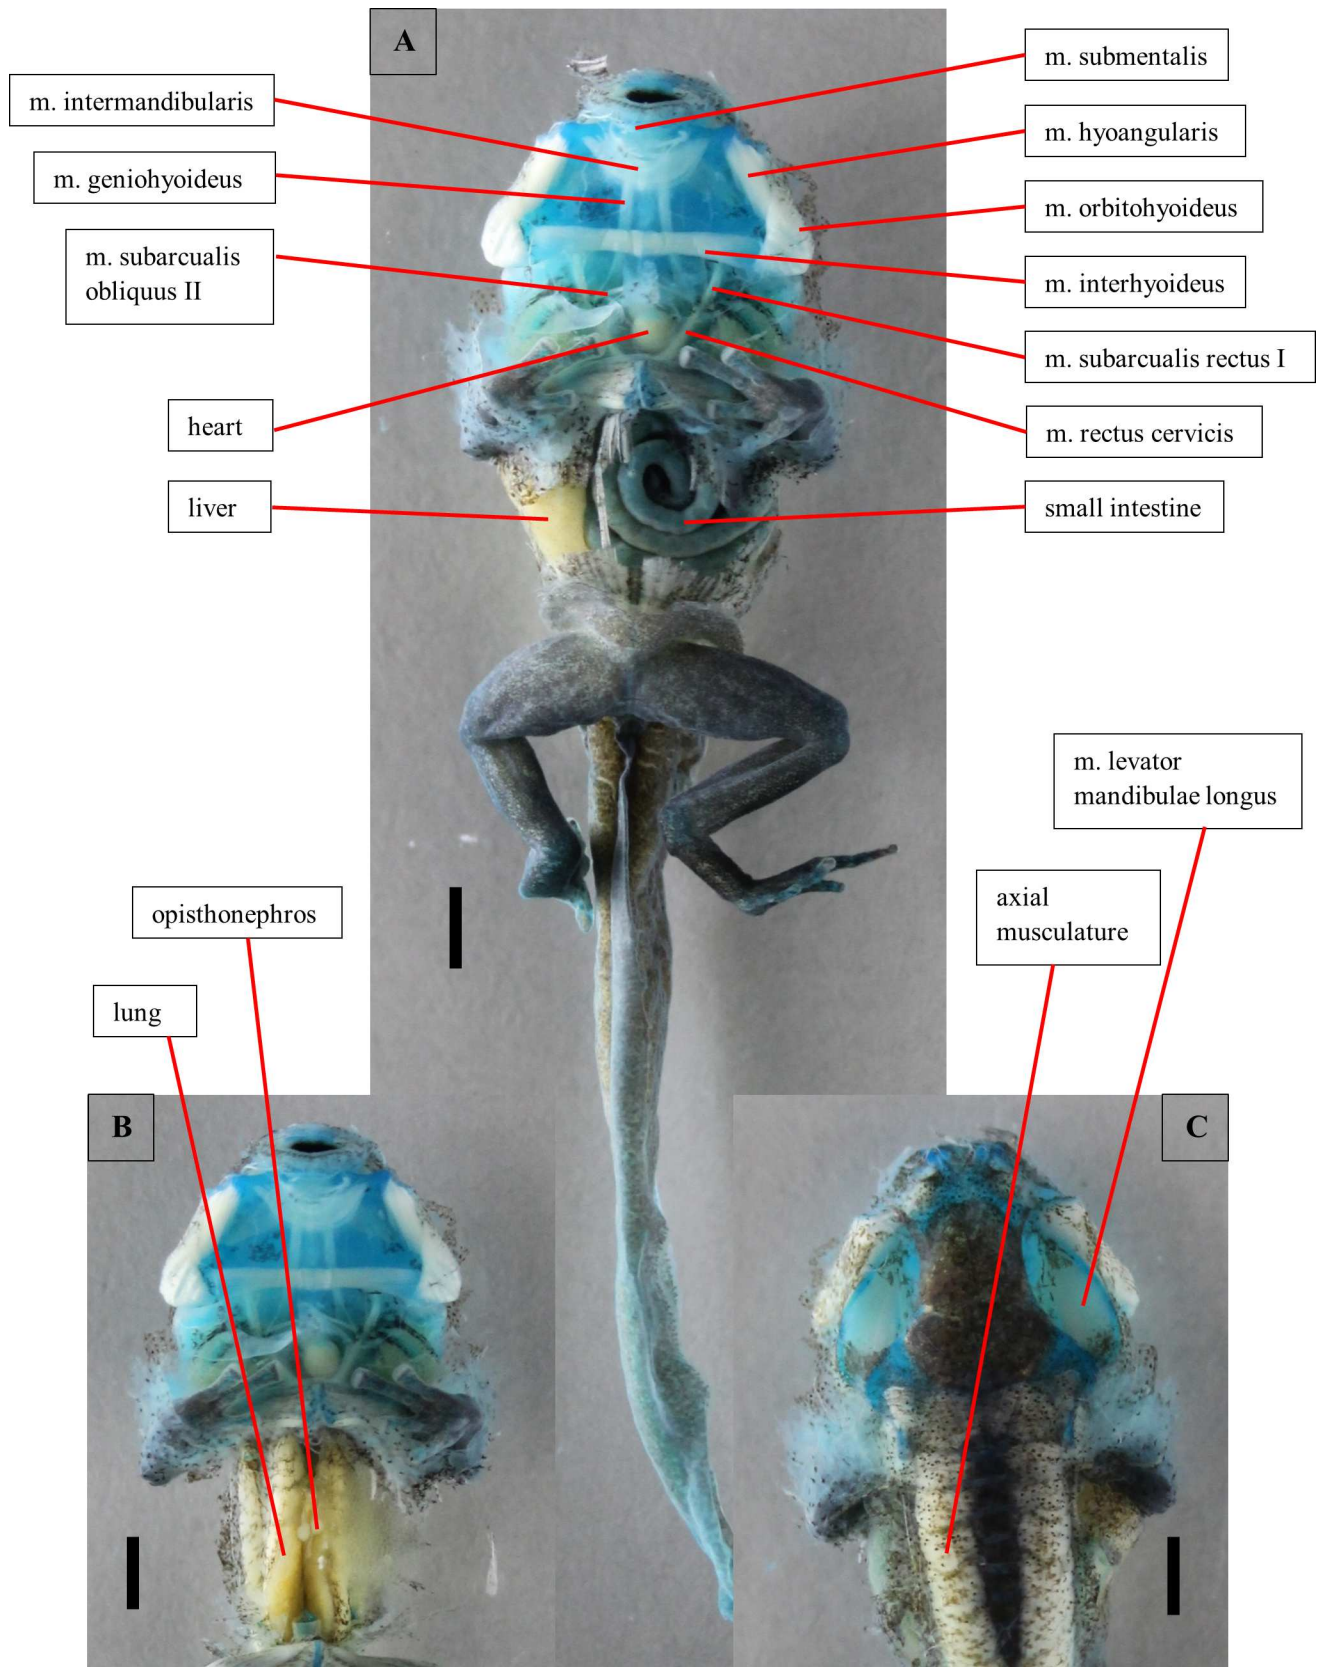 A
m. intermandibularis
m. geniohyoideus
m. subarcualis
obliquus II
heart
liver
m. submentalis
m. hyoangularis
m. orbitohyoideus
m. interhyoideus
m. subarcualis rectus I
m. rectus cervicis
small intestine
m. levator
mandibulae longus
axial
musculature
opisthonephros
lung
B
C